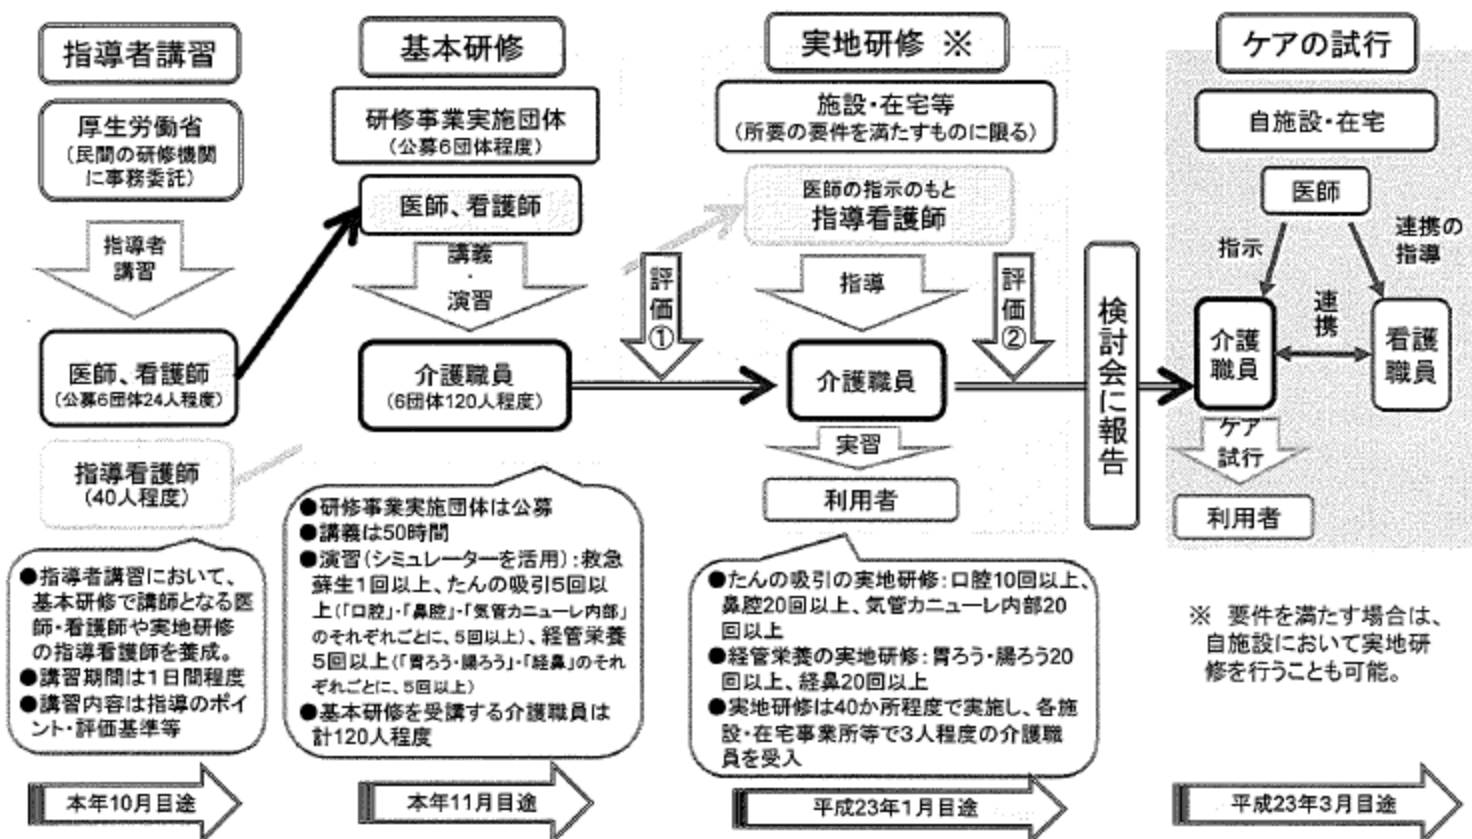 指導者講習
厚生労働省
(民間の研修機関
に事務委託)
指導者
講習
医師、看護師
(公募6団体24人程度)
指導看護師
(40人程度)
●指導者講習において、
基本研修で講師となる医
師・看護師や実地研修
の指導看護師を養成。
●講習期間は1日間程度
●講習内容は指導のポイ
ント・評価基準等
本年10月目途
基本研修
研修事業実施団体
(公募6団体程度)
医師、看護師
講義
・
演習
介護職員
(6団体120人程度)
●研修事業実施団体は公募
●講義は50時間
●演習(シミュレーターを活用):救急
蘇生1回以上、たんの吸引5回以
上(「口腔」・「鼻腔」・「気管カニューレ内部」
のそれぞれごとに、5回以上)、経管栄養
5回以上(「胃ろう・腸ろう」・「経鼻」のそれ
ぞれごとに、5回以上)
●基本研修を受講する介護職員は
計120人程度
本年11月目途
評価①
実地研修 ※
施設・在宅等
(所要の要件を満たすものに限る)
医師の指示のもと
指導看護師
指導
介護職員
実習
利用者
●たんの吸引の実地研修:口腔10回以上、
鼻腔20回以上、気管カニューレ内部20
回以上
●経管栄養の実地研修:胃ろう・腸ろう20
回以上、経鼻20回以上
●実地研修は40か所程度で実施し、各施
設・在宅事業所等で3人程度の介護職
員を受入
平成23年1月目途
評価②
検討会に報告
ケアの試行
自施設・在宅
医師
指示
連携の
指導
介護
職員
連携
看護
職員
ケア
試行
利用者
※ 要件を満たす場合は、
自施設において実地研
修を行うことも可能。
平成23年3月目途